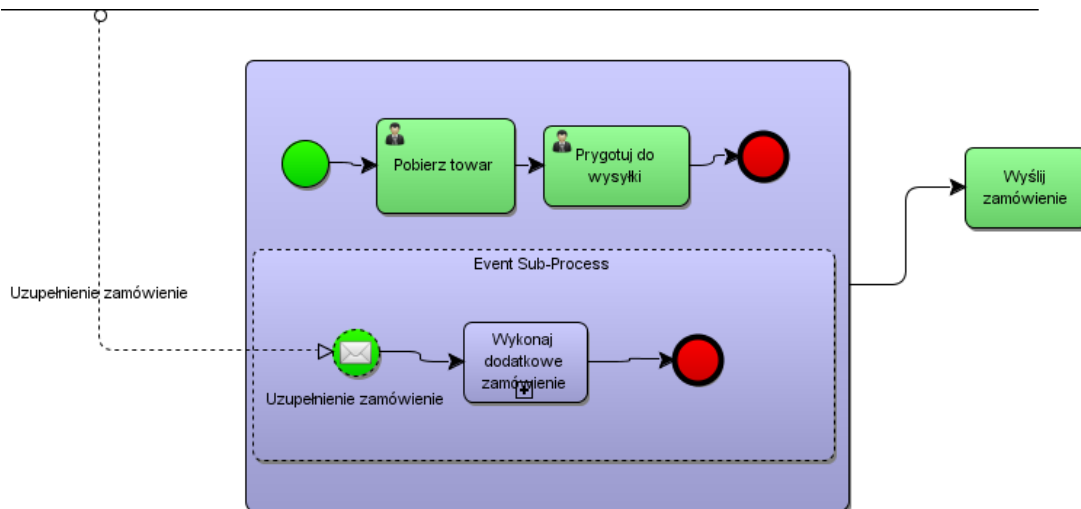 Pobierz towar
Prygotuj do
wysyłki
Wyślij
zamówienie
Event Sub-Process
Uzupełnienie zamówienie
Wykonaj
dodatkowe
zamówienie
Uzupełnienie zamówienie